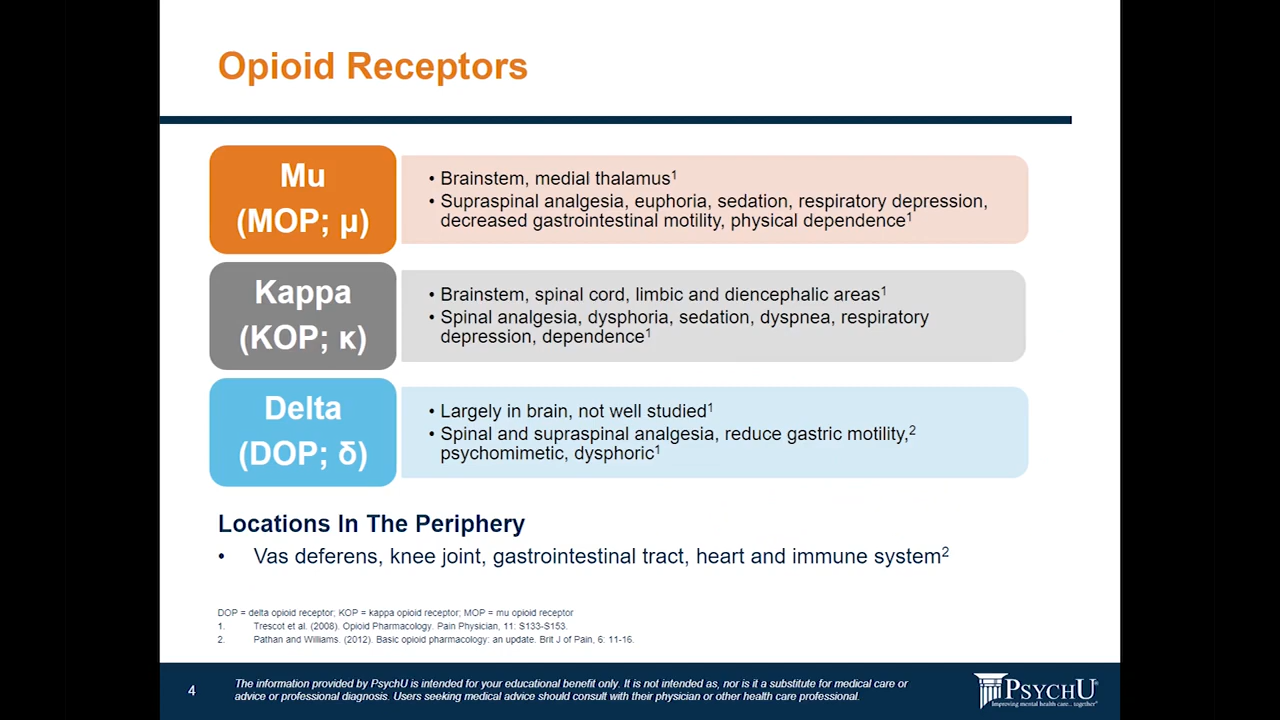 Opioid Receptors
Mu
(MOP; μ)
• Brainstem, medial thalamus¹
• Supraspinal analgesia, euphoria, sedation, respiratory depression,
decreased gastrointestinal motility, physical dependence¹
Kappa
(KOP; κ)
• Brainstem, spinal cord, limbic and diencephalic areas¹
• Spinal analgesia, dysphoria, sedation, dyspnea, respiratory
depression, dependence¹
Delta
(DOP; δ)
• Largely in brain, not well studied¹
• Spinal and supraspinal analgesia, reduce gastric motility,²
psychomimetic, dysphoric¹
Locations In The Periphery
• Vas deferens, knee joint, gastrointestinal tract, heart and immune system²
DOP = delta opioid receptor; KOP = kappa opioid receptor; MOP = mu opioid receptor
1. Trescot et al. (2008). Opioid Pharmacology. Pain Physician, 11: S133-S153.
2. Pathan and Williams. (2012). Basic opioid pharmacology: an update. Brit J of Pain, 6: 11-16.
4
The information provided by PsychU is intended for your educational benefit only. It is not intended as, nor is it a substitute for medical care or
advice or professional diagnosis. Users seeking medical advice should consult with their physician or other health care professional.
PSYCHU®
Improving mental health care... together®